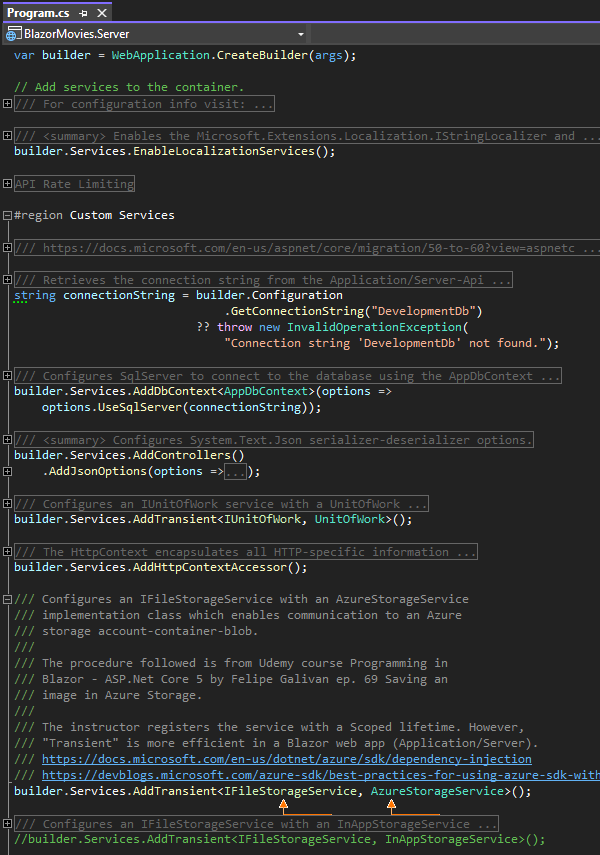 Program.cs
BlazorMovies.Server
var builder = WebApplication.CreateBuilder(args);
// Add services to the container.
/// For configuration info visit: ...
/// <summary> Enables the Microsoft.Extensions.Localization.IStringLocalizer and ...
builder.Services.EnableLocalizationServices();
API Rate Limiting
#region Custom Services
/// https://docs.microsoft.com/en-us/aspnet/core/migration/50-to-60?view=aspnetc ...
/// Retrieves the connection string from the Application/Server-Api ...
string connectionString = builder.Configuration
.GetConnectionString("DevelopmentDb")
?? throw new InvalidOperationException(
"Connection string 'DevelopmentDb' not found.");
/// Configures SqlServer to connect to the database using the AppDbContext ...
builder.Services.AddDbContext<AppDbContext>(options =>
options.UseSqlServer(connectionString));
/// <summary> Configures System.Text.Json serializer-deserializer options.
builder.Services.AddControllers()
.AddJsonOptions(options =>...);
/// Configures an IUnitOfWork service with a UnitOfWork ...
builder.Services.AddTransient<IUnitOfWork, UnitOfWork>();
/// The HttpContext encapsulates all HTTP-specific information ...
builder.Services.AddHttpContextAccessor();
/// Configures an IFileStorageService with an AzureStorageService
/// implementation class which enables communication to an Azure
/// storage account-container-blob.
///
/// The procedure followed is from Udemy course Programming in
/// Blazor - ASP.Net Core 5 by Felipe Galivan ep. 69 Saving an
/// image in Azure Storage.
///
/// The instructor registers the service with a Scoped lifetime. However,
/// "Transient" is more efficient in a Blazor web app (Application/Server).
/// https://docs.microsoft.com/en-us/dotnet/azure/sdk/dependency-injection
/// https://devblogs.microsoft.com/azure-sdk/best-practices-for-using-azure-sdk-with
builder.Services.AddTransient<IFileStorageService, AzureStorageService>();
/// Configures an IFileStorageService with an InAppStorageService ...
//builder.Services.AddTransient<IFileStorageService, InAppStorageService>();